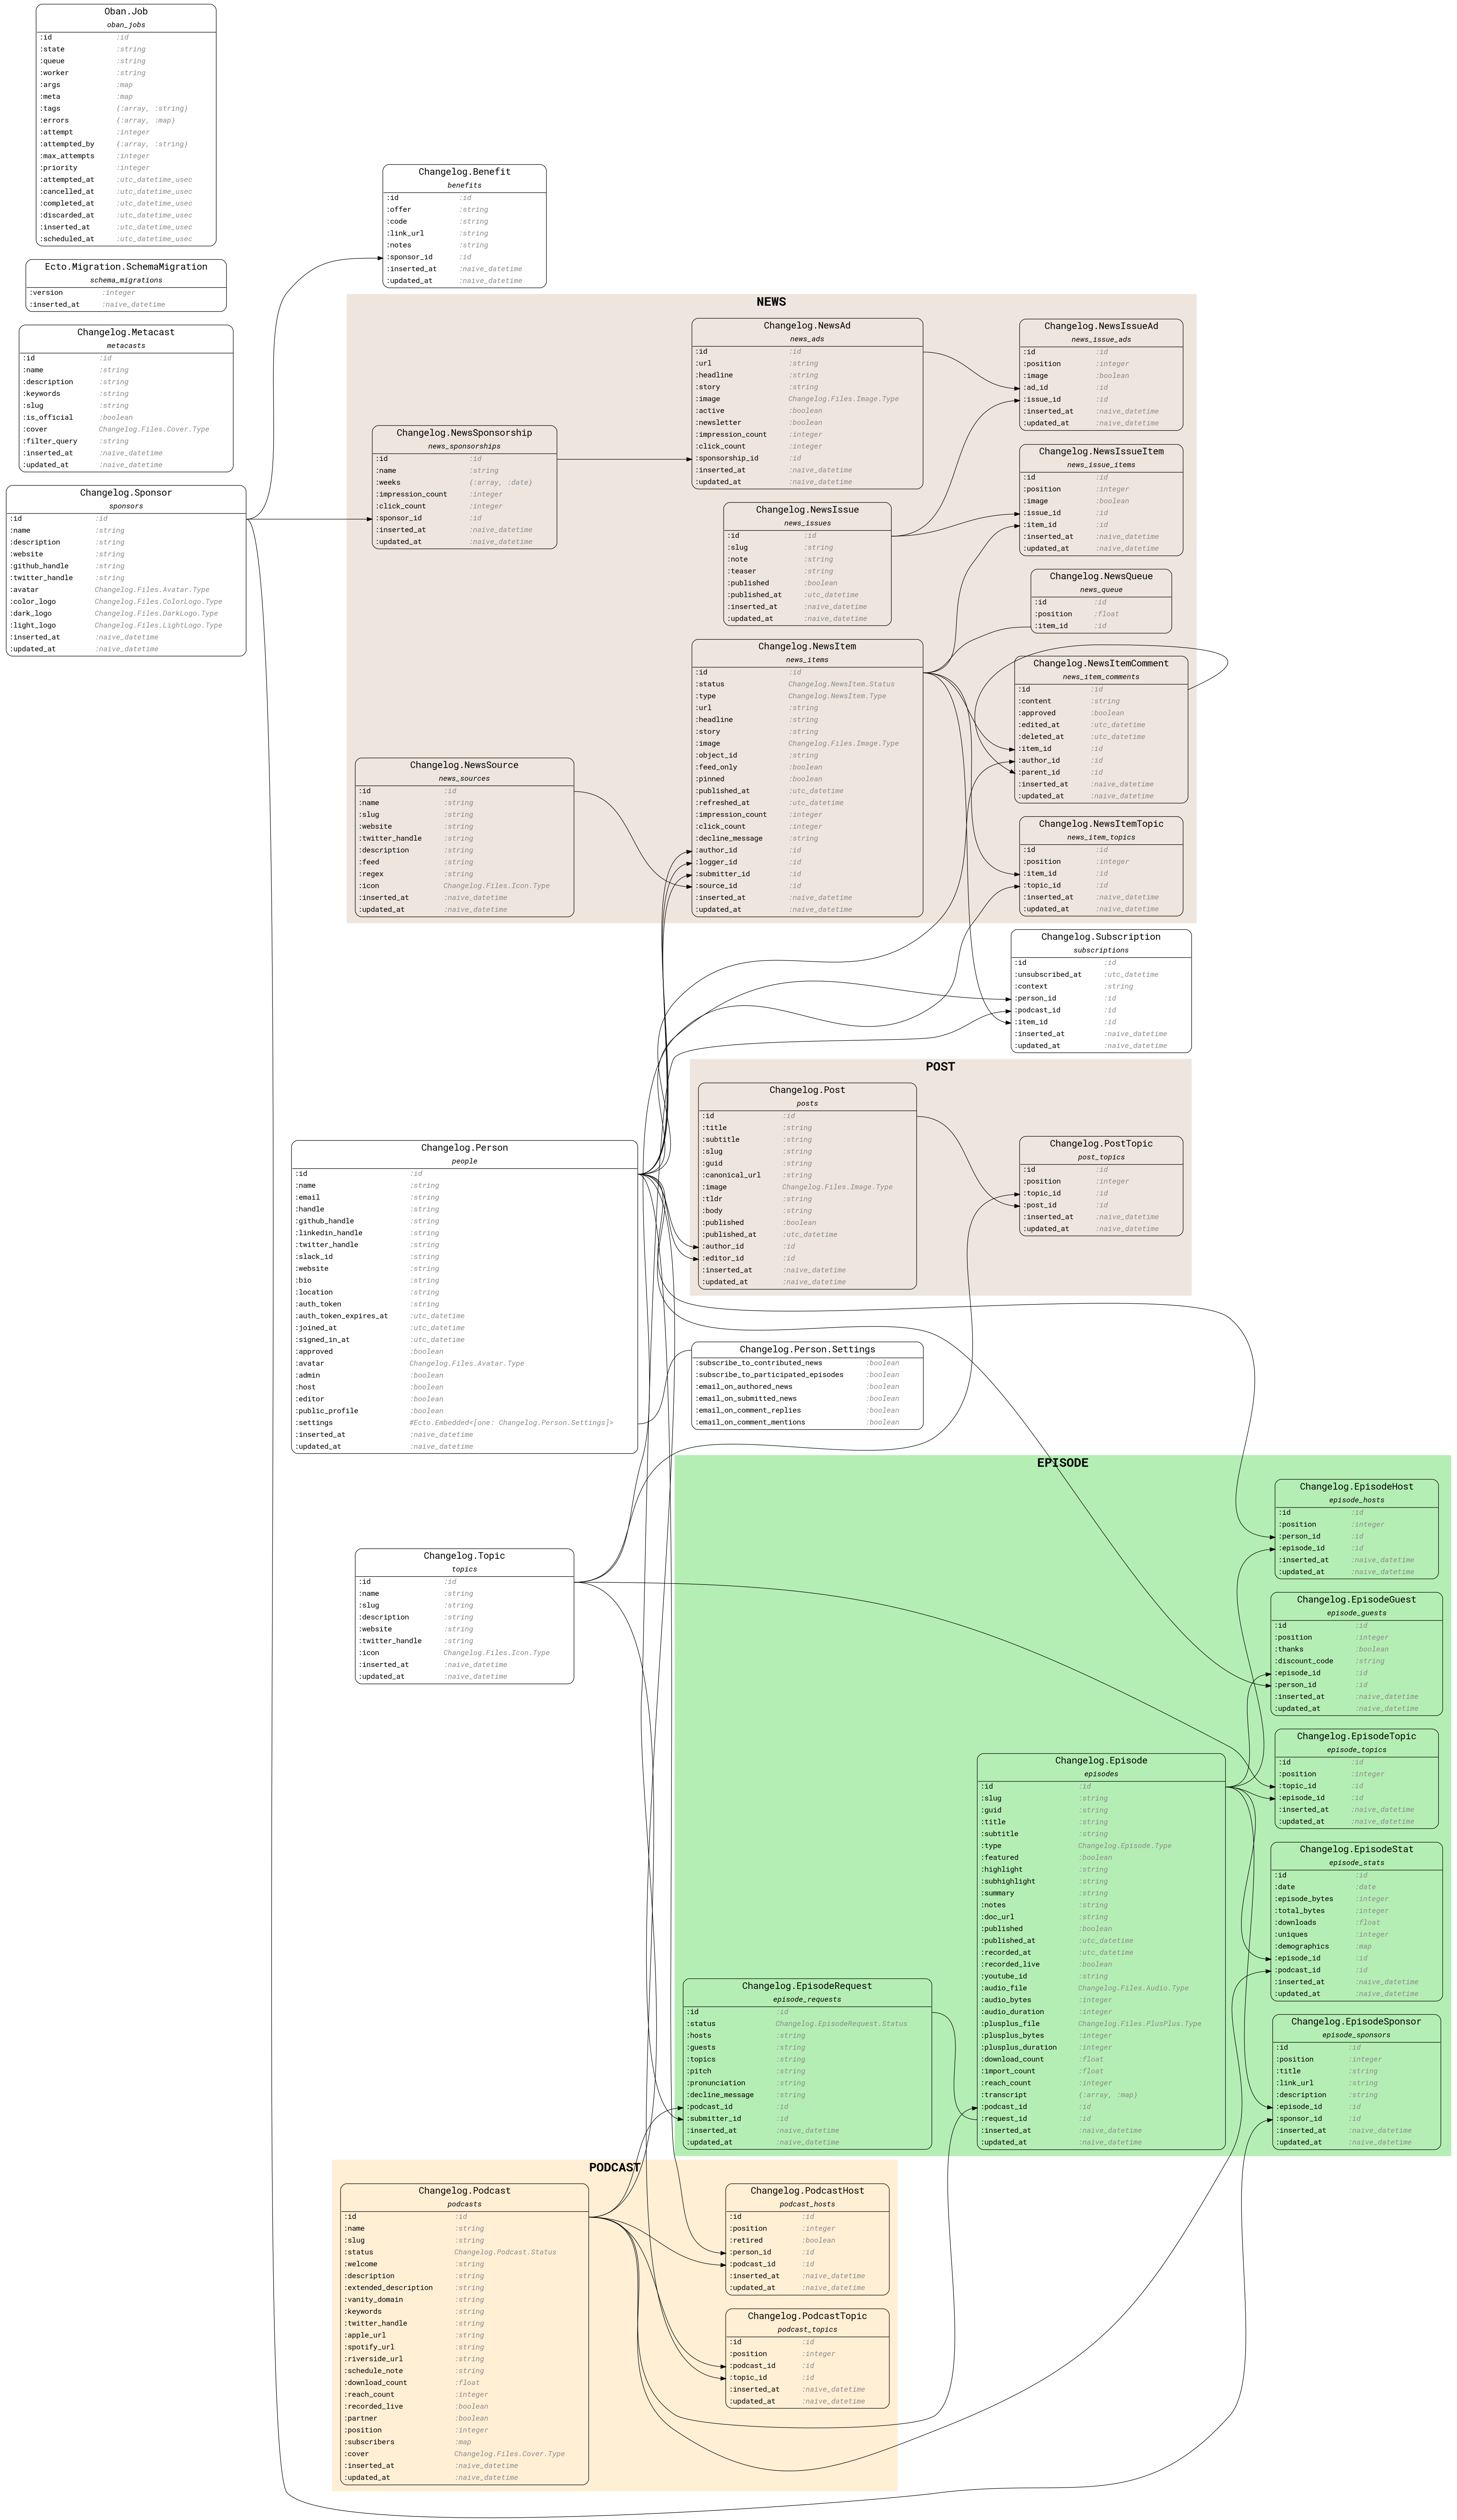 Oban.Job
oban_jobs
:id :id
:state :string
:queue :string
:worker :string
:args :map
:meta :map
:tags {:array, :string}
:errors {:array, :map}
:attempt :integer
:attempted_by {:array, :string}
:max_attempts :integer
:priority :integer
:attempted_at :utc_datetime_usec
:cancelled_at :utc_datetime_usec
:completed_at :utc_datetime_usec
:discarded_at :utc_datetime_usec
:inserted_at :utc_datetime_usec
:scheduled_at :utc_datetime_usec
Ecto.Migration.SchemaMigration
schema_migrations
:version :integer
:inserted_at :naive_datetime
Changelog.Metacast
metacasts
:id :id
:name :string
:description :string
:keywords :string
:slug :string
:is_official :boolean
:cover Changelog.Files.Cover.Type
:filter_query :string
:inserted_at :naive_datetime
:updated_at :naive_datetime
Changelog.Sponsor
sponsors
:id :id
:name :string
:description :string
:website :string
:github_handle :string
:twitter_handle :string
:avatar Changelog.Files.Avatar.Type
:color_logo Changelog.Files.ColorLogo.Type
:dark_logo Changelog.Files.DarkLogo.Type
:light_logo Changelog.Files.LightLogo.Type
:inserted_at :naive_datetime
:updated_at :naive_datetime
Changelog.Benefit
benefits
:id :id
:offer :string
:code :string
:link_url :string
:notes :string
:sponsor_id :id
:inserted_at :naive_datetime
:updated_at :naive_datetime
NEWS
Changelog.NewsSponsorship
news_sponsorships
:id :id
:name :string
:weeks {:array, :date}
:impression_count :integer
:click_count :integer
:sponsor_id :id
:inserted_at :naive_datetime
:updated_at :naive_datetime
Changelog.NewsSource
news_sources
:id :id
:name :string
:slug :string
:website :string
:twitter_handle :string
:description :string
:feed :string
:regex :string
:icon Changelog.Files.Icon.Type
:inserted_at :naive_datetime
:updated_at :naive_datetime
Changelog.NewsAd
news_ads
:id :id
:url :string
:headline :string
:story :string
:image Changelog.Files.Image.Type
:active :boolean
:newsletter :boolean
:impression_count :integer
:click_count :integer
:sponsorship_id :id
:inserted_at :naive_datetime
:updated_at :naive_datetime
Changelog.NewsIssue
news_issues
:id :id
:slug :string
:note :string
:teaser :string
:published :boolean
:published_at :utc_datetime
:inserted_at :naive_datetime
:updated_at :naive_datetime
Changelog.NewsItem
news_items
:id :id
:status Changelog.NewsItem.Status
:type Changelog.NewsItem.Type
:url :string
:headline :string
:story :string
:image Changelog.Files.Image.Type
:object_id :string
:feed_only :boolean
:pinned :boolean
:published_at :utc_datetime
:refreshed_at :utc_datetime
:impression_count :integer
:click_count :integer
:decline_message :string
:author_id :id
:logger_id :id
:submitter_id :id
:source_id :id
:inserted_at :naive_datetime
:updated_at :naive_datetime
Changelog.NewsIssueAd
news_issue_ads
:id :id
:position :integer
:image :boolean
:ad_id :id
:issue_id :id
:inserted_at :naive_datetime
:updated_at :naive_datetime
Changelog.NewsIssueItem
news_issue_items
:id :id
:position :integer
:image :boolean
:issue_id :id
:item_id :id
:inserted_at :naive_datetime
:updated_at :naive_datetime
Changelog.NewsQueue
news_queue
:id :id
:position :float
:item_id :id
Changelog.NewsItemComment
news_item_comments
:id :id
:content :string
:approved :boolean
:edited_at :utc_datetime
:deleted_at :utc_datetime
:item_id :id
:author_id :id
:parent_id :id
:inserted_at :naive_datetime
:updated_at :naive_datetime
Changelog.NewsItemTopic
news_item_topics
:id :id
:position :integer
:item_id :id
:topic_id :id
:inserted_at :naive_datetime
:updated_at :naive_datetime
Changelog.Subscription
subscriptions
:id :id
:unsubscribed_at :utc_datetime
:context :string
:person_id :id
:podcast_id :id
:item_id :id
:inserted_at :naive_datetime
:updated_at :naive_datetime
POST
Changelog.Post
posts
:id :id
:title :string
:subtitle :string
:slug :string
:guid :string
:canonical_url :string
:image Changelog.Files.Image.Type
:tldr :string
:body :string
:published :boolean
:published_at :utc_datetime
:author_id :id
:editor_id :id
:inserted_at :naive_datetime
:updated_at :naive_datetime
Changelog.PostTopic
post_topics
:id :id
:position :integer
:topic_id :id
:post_id :id
:inserted_at :naive_datetime
:updated_at :naive_datetime
Changelog.Person
people
:id :id
:name :string
:email :string
:handle :string
:github_handle :string
:linkedin_handle :string
:twitter_handle :string
:slack_id :string
:website :string
:bio :string
:location :string
:auth_token :string
:auth_token_expires_at :utc_datetime
:joined_at :utc_datetime
:signed_in_at :utc_datetime
:approved :boolean
:avatar Changelog.Files.Avatar.Type
:admin :boolean
:host :boolean
:editor :boolean
:public_profile :boolean
:settings #Ecto.Embedded<[one: Changelog.Person.Settings]>
:inserted_at :naive_datetime
:updated_at :naive_datetime
Changelog.Person.Settings
:subscribe_to_contributed_news :boolean
:subscribe_to_participated_episodes :boolean
:email_on_authored_news :boolean
:email_on_submitted_news :boolean
:email_on_comment_replies :boolean
:email_on_comment_mentions :boolean
Changelog.Topic
topics
:id :id
:name :string
:slug :string
:description :string
:website :string
:twitter_handle :string
:icon Changelog.Files.Icon.Type
:inserted_at :naive_datetime
:updated_at :naive_datetime
EPISODE
Changelog.EpisodeRequest
episode_requests
:id :id
:status Changelog.EpisodeRequest.Status
:hosts :string
:guests :string
:topics :string
:pitch :string
:pronunciation :string
:decline_message :string
:podcast_id :id
:submitter_id :id
:inserted_at :naive_datetime
:updated_at :naive_datetime
Changelog.Episode
episodes
:id :id
:slug :string
:guid :string
:title :string
:subtitle :string
:type Changelog.Episode.Type
:featured :boolean
:highlight :string
:subhighlight :string
:summary :string
:notes :string
:doc_url :string
:published :boolean
:published_at :utc_datetime
:recorded_at :utc_datetime
:recorded_live :boolean
:youtube_id :string
:audio_file Changelog.Files.Audio.Type
:audio_bytes :integer
:audio_duration :integer
:plusplus_file Changelog.Files.PlusPlus.Type
:plusplus_bytes :integer
:plusplus_duration :integer
:download_count :float
:import_count :float
:reach_count :integer
:transcript {:array, :map}
:podcast_id :id
:request_id :id
:inserted_at :naive_datetime
:updated_at :naive_datetime
Changelog.EpisodeHost
episode_hosts
:id :id
:position :integer
:person_id :id
:episode_id :id
:inserted_at :naive_datetime
:updated_at :naive_datetime
Changelog.EpisodeGuest
episode_guests
:id :id
:position :integer
:thanks :boolean
:discount_code :string
:episode_id :id
:person_id :id
:inserted_at :naive_datetime
:updated_at :naive_datetime
Changelog.EpisodeTopic
episode_topics
:id :id
:position :integer
:topic_id :id
:episode_id :id
:inserted_at :naive_datetime
:updated_at :naive_datetime
Changelog.EpisodeStat
episode_stats
:id :id
:date :date
:episode_bytes :integer
:total_bytes :integer
:downloads :float
:uniques :integer
:demographics :map
:episode_id :id
:podcast_id :id
:inserted_at :naive_datetime
:updated_at :naive_datetime
Changelog.EpisodeSponsor
episode_sponsors
:id :id
:position :integer
:title :string
:link_url :string
:description :string
:episode_id :id
:sponsor_id :id
:inserted_at :naive_datetime
:updated_at :naive_datetime
PODCAST
Changelog.Podcast
podcasts
:id :id
:name :string
:slug :string
:status Changelog.Podcast.Status
:welcome :string
:description :string
:extended_description :string
:vanity_domain :string
:keywords :string
:twitter_handle :string
:apple_url :string
:spotify_url :string
:riverside_url :string
:schedule_note :string
:download_count :float
:reach_count :integer
:recorded_live :boolean
:partner :boolean
:position :integer
:subscribers :map
:cover Changelog.Files.Cover.Type
:inserted_at :naive_datetime
:updated_at :naive_datetime
Changelog.PodcastHost
podcast_hosts
:id :id
:position :integer
:retired :boolean
:person_id :id
:podcast_id :id
:inserted_at :naive_datetime
:updated_at :naive_datetime
Changelog.PodcastTopic
podcast_topics
:id :id
:position :integer
:podcast_id :id
:topic_id :id
:inserted_at :naive_datetime
:updated_at :naive_datetime